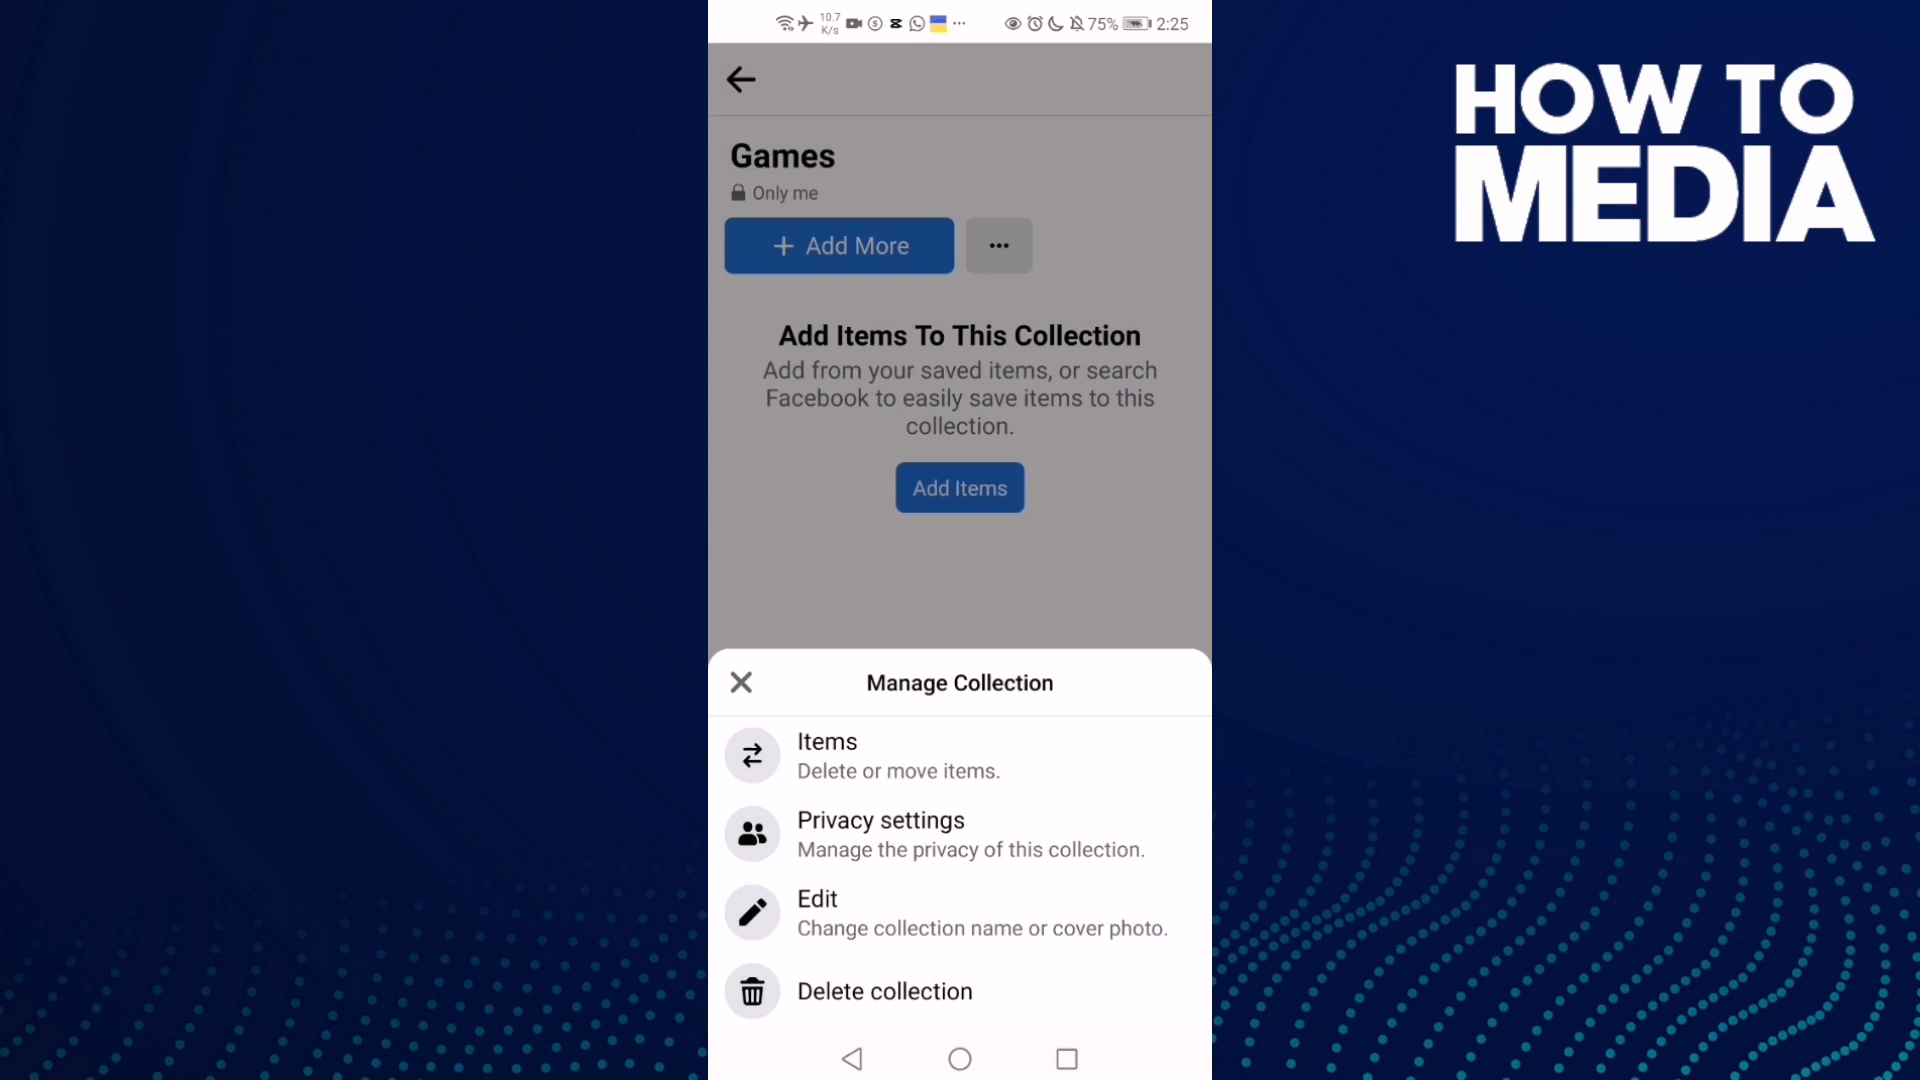 10.7
K/s
75%
2:25
HOW TO
MEDIA
Games
Only me
+ Add More
Add Items To This Collection
Add from your saved items, or search
Facebook to easily save items to this
collection.
Add Items
Manage Collection
Items
Delete or move items.
Privacy settings
Manage the privacy of this collection.
Edit
Change collection name or cover photo.
Delete collection